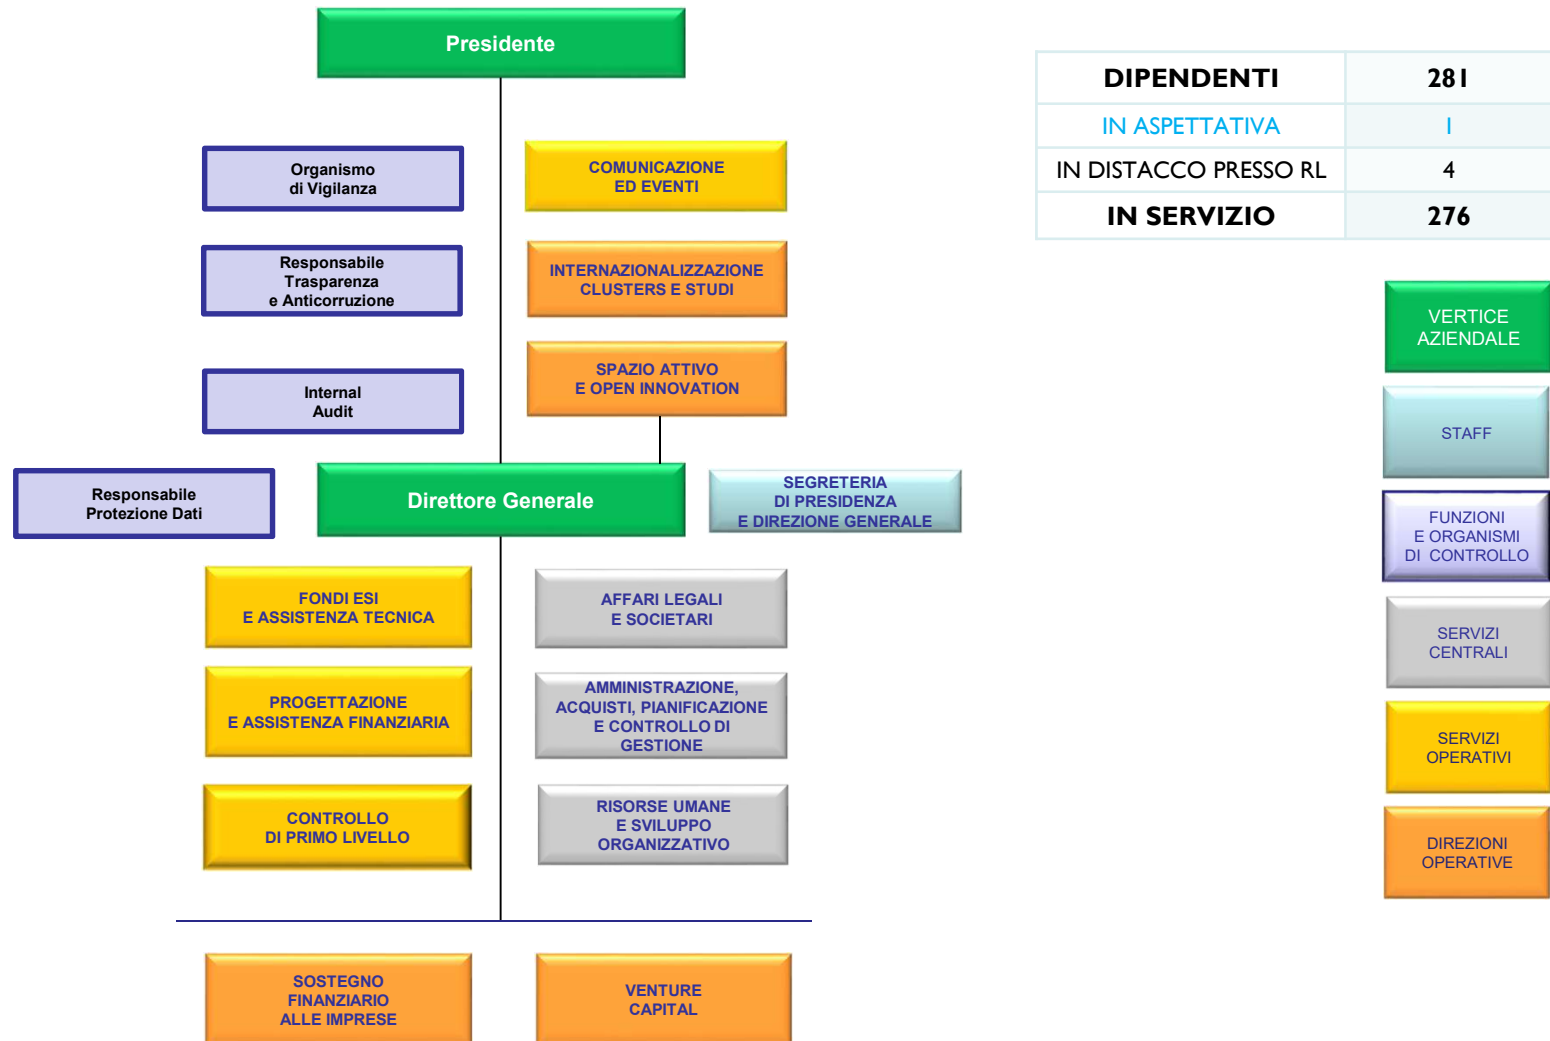 Presidente
Organismo
di Vigilanza
COMUNICAZIONE
ED EVENTI
Responsabile
Trasparenza
e Anticorruzione
INTERNAZIONALIZZAZIONE
CLUSTERS E STUDI
Internal
Audit
SPAZIO ATTIVO
E OPEN INNOVATION
Responsabile
Protezione Dati
Direttore Generale
SEGRETERIA
DI PRESIDENZA
E DIREZIONE GENERALE
FONDI ESI
E ASSISTENZA TECNICA
AFFARI LEGALI
E SOCIETARI
PROGETTAZIONE
E ASSISTENZA FINANZIARIA
AMMINISTRAZIONE,
ACQUISTI, PIANIFICAZIONE
E CONTROLLO DI
GESTIONE
CONTROLLO
DI PRIMO LIVELLO
RISORSE UMANE
E SVILUPPO
ORGANIZZATIVO
SOSTEGNO
FINANZIARIO
ALLE IMPRESE
VENTURE
CAPITAL
DIPENDENTI 281
IN ASPETTATIVA 1
IN DISTACCO PRESSO RL 4
IN SERVIZIO 276
VERTICE
AZIENDALE
STAFF
FUNZIONI
E ORGANISMI
DI CONTROLLO
SERVIZI
CENTRALI
SERVIZI
OPERATIVI
DIREZIONI
OPERATIVE